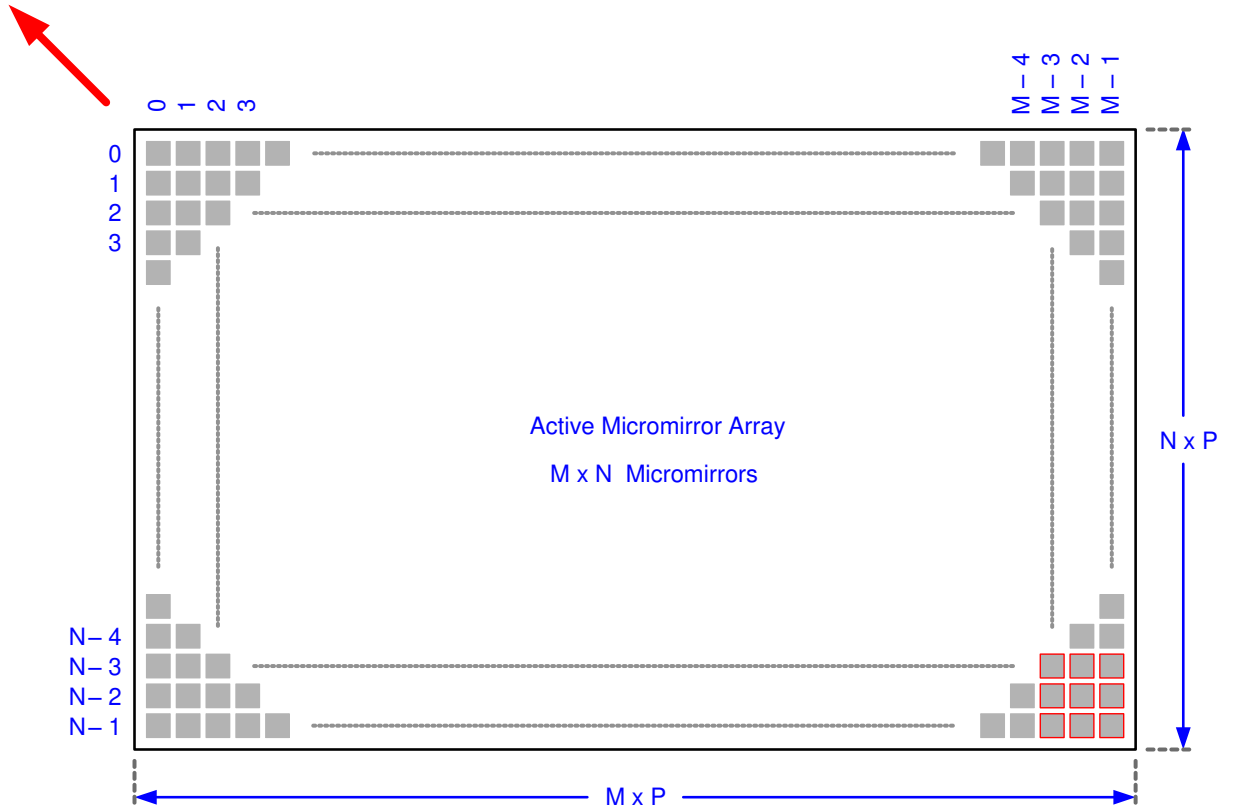 0 1 2 3
M – 4 M – 3 M – 2 M – 1
0
1
2
3
Active Micromirror Array
M x N Micromirrors
N x P
N – 4
N – 3
N – 2
N – 1
M x P